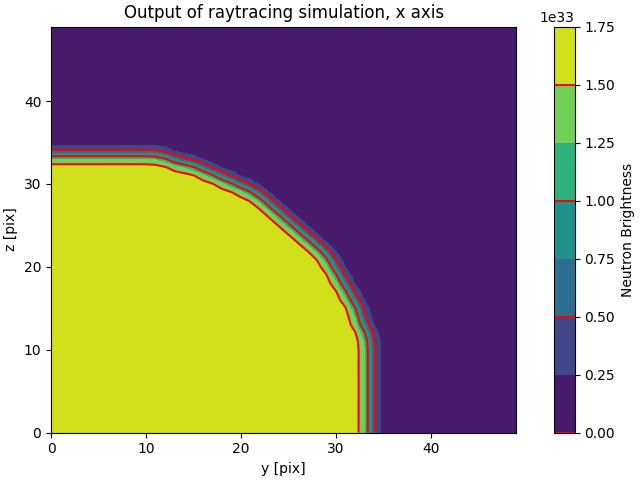 Output of raytracing simulation, x axis
1e33
1.75
1.50
1.25
1.00
0.75
0.50
0.25
0.00
Neutron Brightness
40
30
20
10
0
z [pix]
0 10 20 30 40
y [pix]